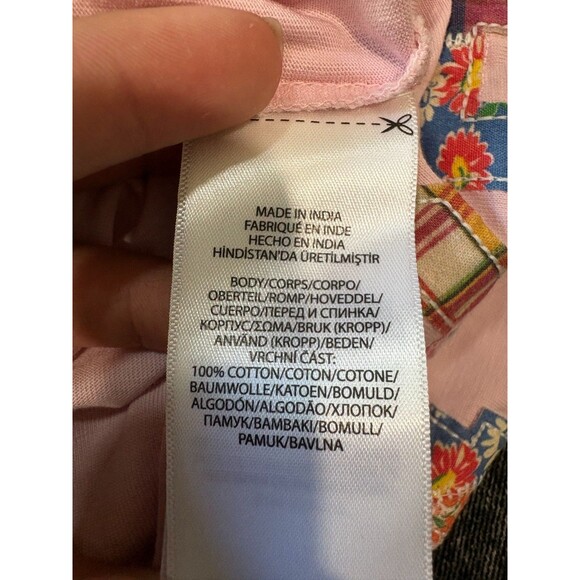 MADE IN INDIA
FABRIQUÉ EN INDE
HECHO EN INDIA
HİNDİSTAN'DA ÜRETİLMİŞTİR
BODY/CORPS/CORPO/
OBERTEIL/ROMP/HOVEDDEL/
CUERPO/ПЕРЕД И СПИНКА/
КОРПУС/ΣΩΜΑ/BRUK (KROPP)/
ANVÄND (KROPP)/BEDEN/
VRCHNÍ ČÁST:
100% COTTON/COTON/COTONE/
BAUMWOLLE/KATOEN/BOMULD/
ALGODÓN/ALGODÃO/ХЛОПОК/
ПАМУК/BAMBAKI/BOMULL/
PAMUK/BAVLNA